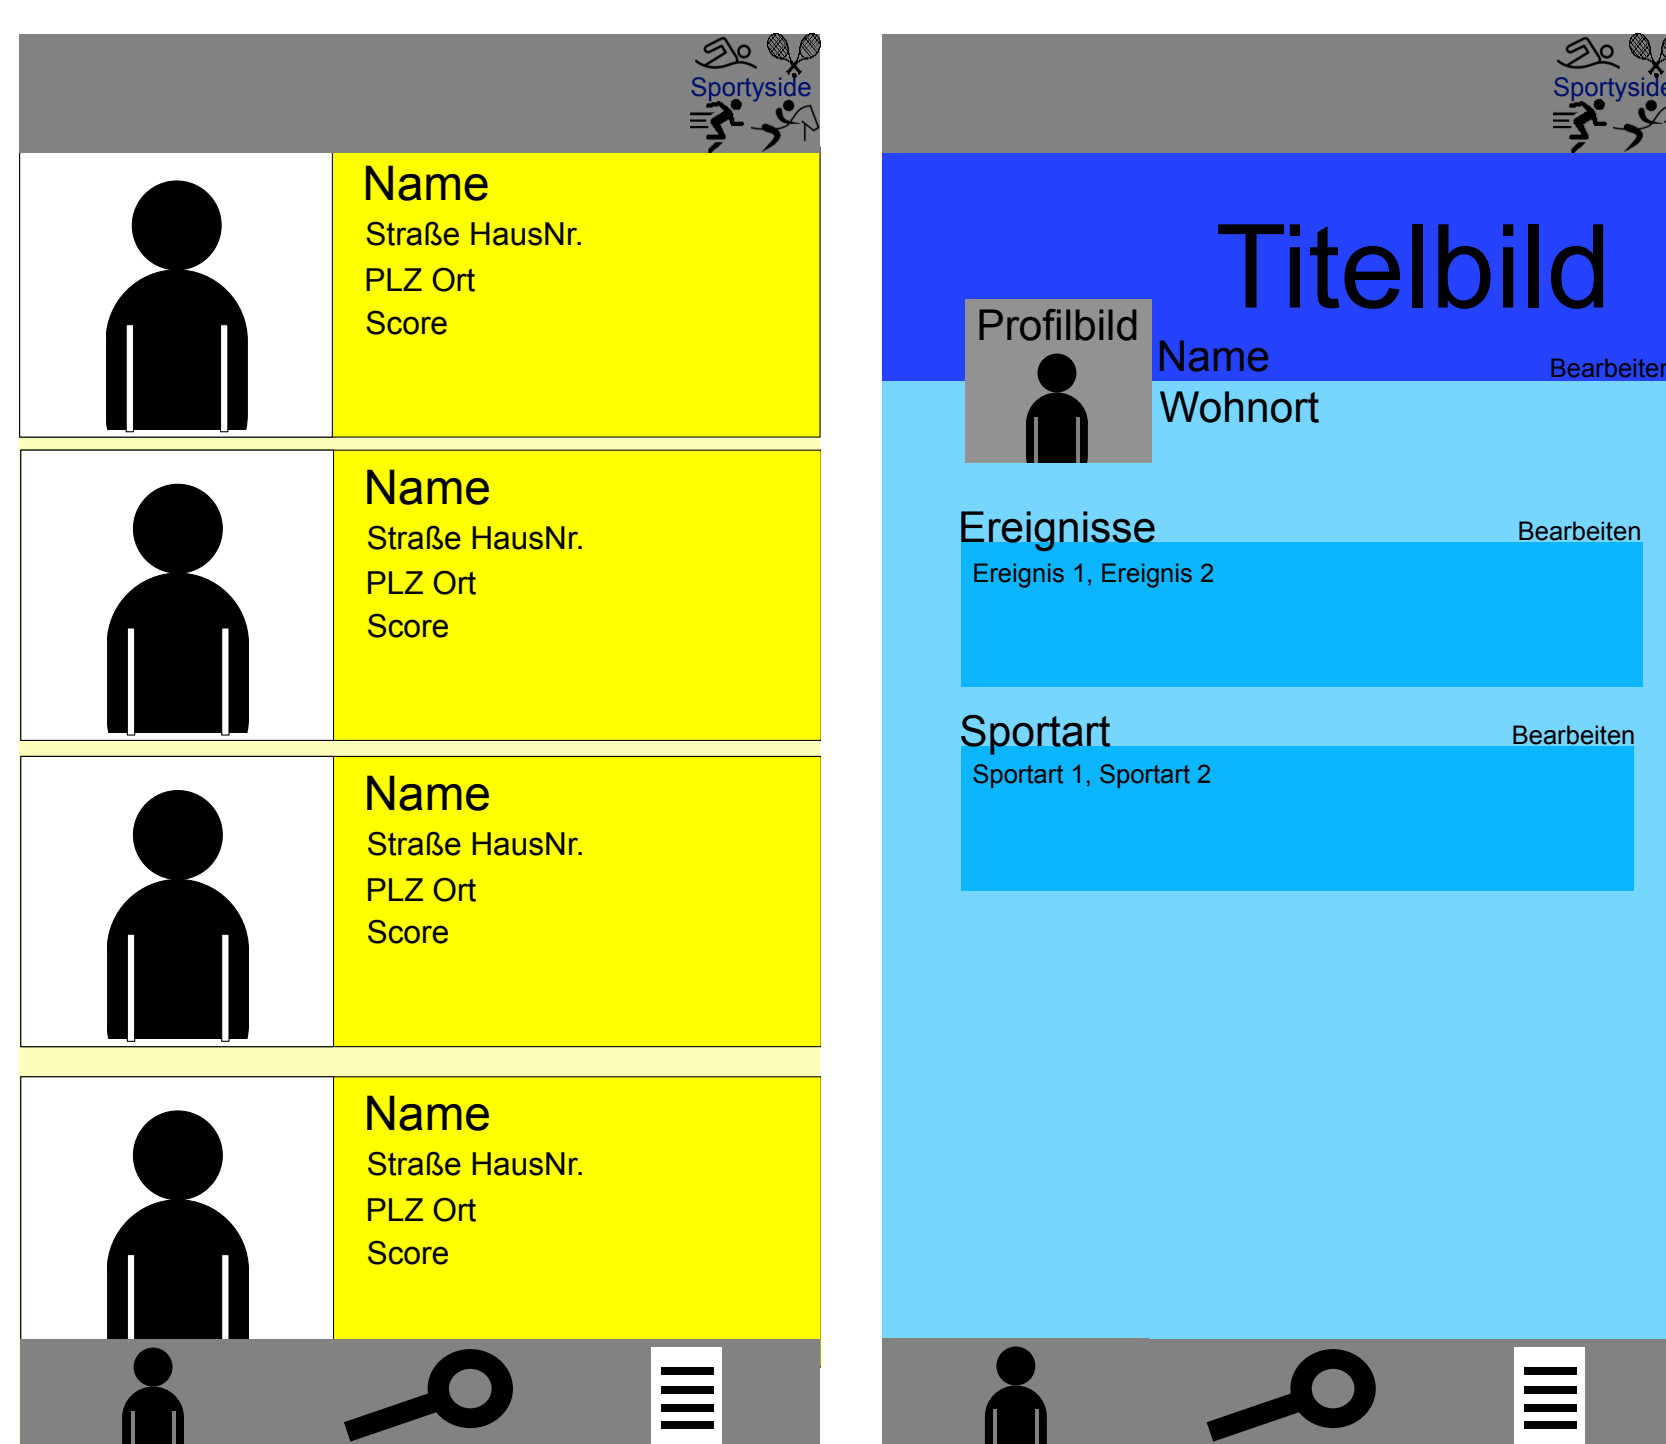 Sportyside
Name
Straße HausNr.
PLZ Ort
Score
Name
Straße HausNr.
PLZ Ort
Score
Name
Straße HausNr.
PLZ Ort
Score
Name
Straße HausNr.
PLZ Ort
Score
Sportyside
Titelbild
Profilbild
Name
Bearbeiten
Wohnort
Ereignisse
Bearbeiten
Ereignis 1, Ereignis 2
Sportart
Bearbeiten
Sportart 1, Sportart 2